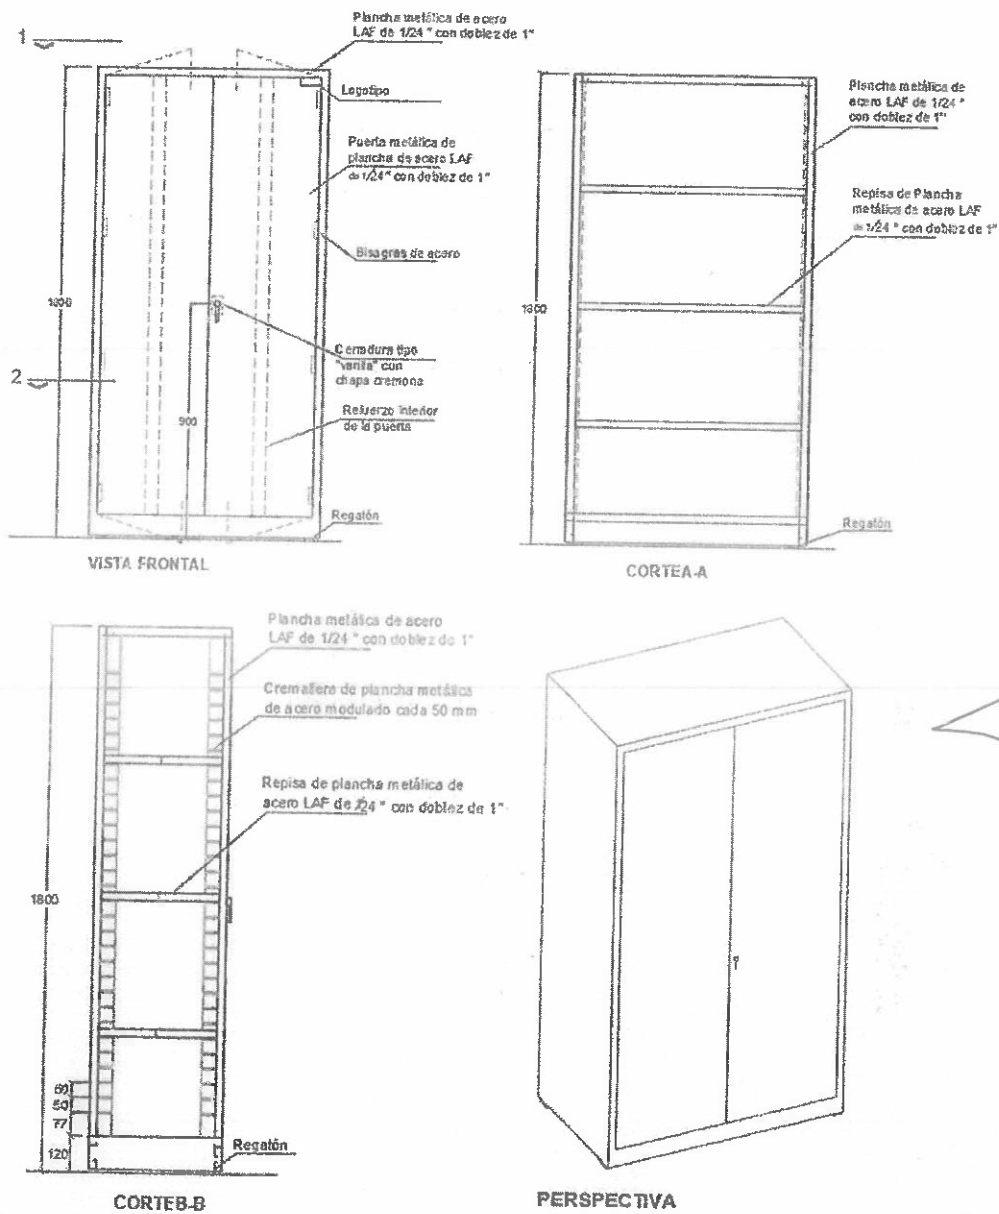 1
Plancha metálica de acero
LAF de 1/24 " con doblez de 1"
Logotipo
Puerta metálica de
plancha de acero LAF
de 1/24" con doblez de 1"
Bisagras de acero
1800
2
Cerradura tipo
"varilla" con
chapa cremona
900
Refuerzo interior
de la puerta
Regatón
VISTA FRONTAL
Plancha metálica de
acero LAF de 1/24 "
con doblez de 1"
Repisa de Plancha
metálica de acero LAF
de 1/24 " con doblez de 1"
1800
Regatón
CORTEA-A
Plancha metálica de acero
LAF de 1/24 " con doblez de 1"
Cremallera de plancha metálica
de acero modulado cada 50 mm
Repisa de plancha metálica de
acero LAF de 1/24 " con doblez de 1"
1800
50
50
77
120
Regatón
CORTEB-B
PERSPECTIVA